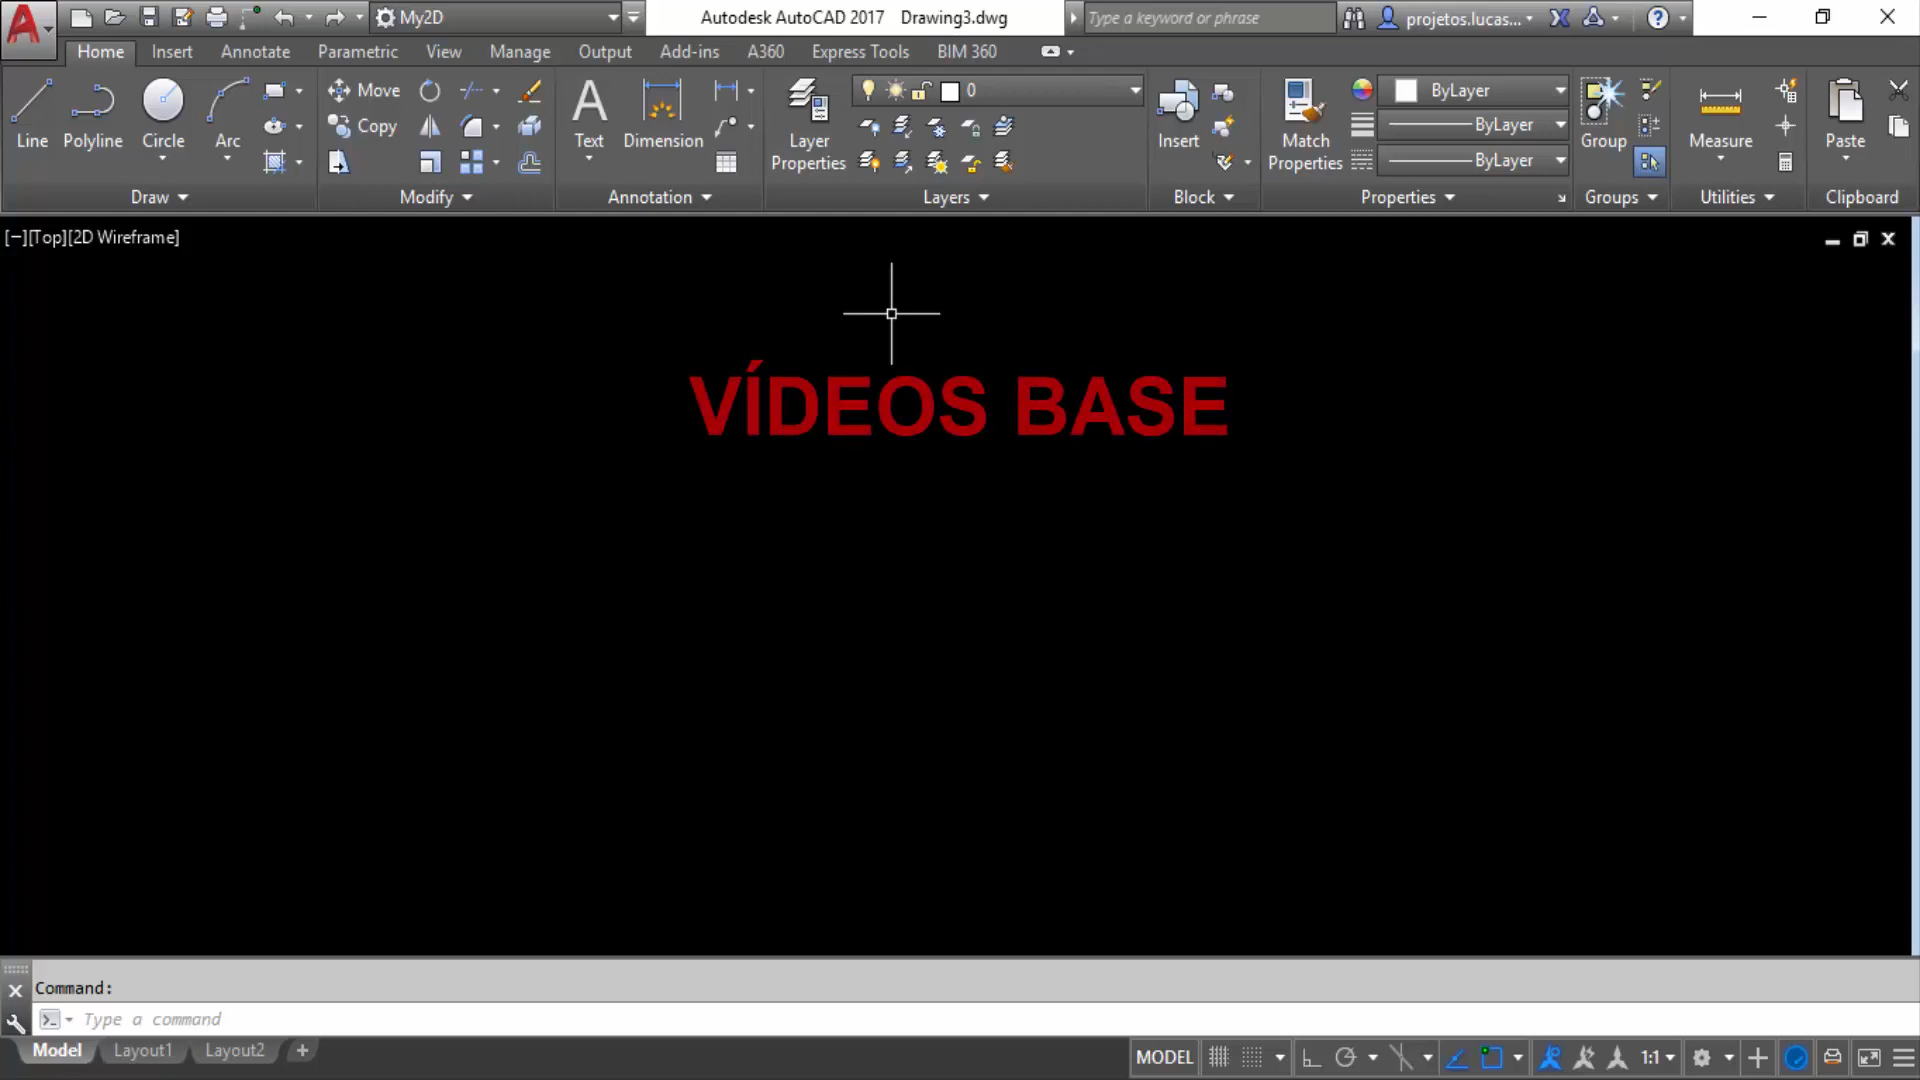 My2D
Autodesk AutoCAD 2017 Drawing3.dwg
Type a keyword or phrase
projetos.lucas...
Home Insert Annotate Parametric View Manage Output Add-ins A360 Express Tools BIM 360
Line Polyline Circle Arc
Move
Copy
Text Dimension
Layer Properties
0
Insert
Match Properties
ByLayer
ByLayer
ByLayer
Group
Measure
Paste
Draw Modify Annotation Layers Block Properties Groups Utilities Clipboard
[−][Top][2D Wireframe]
VÍDEOS BASE
Command:
Type a command
Model Layout1 Layout2
MODEL
1:1